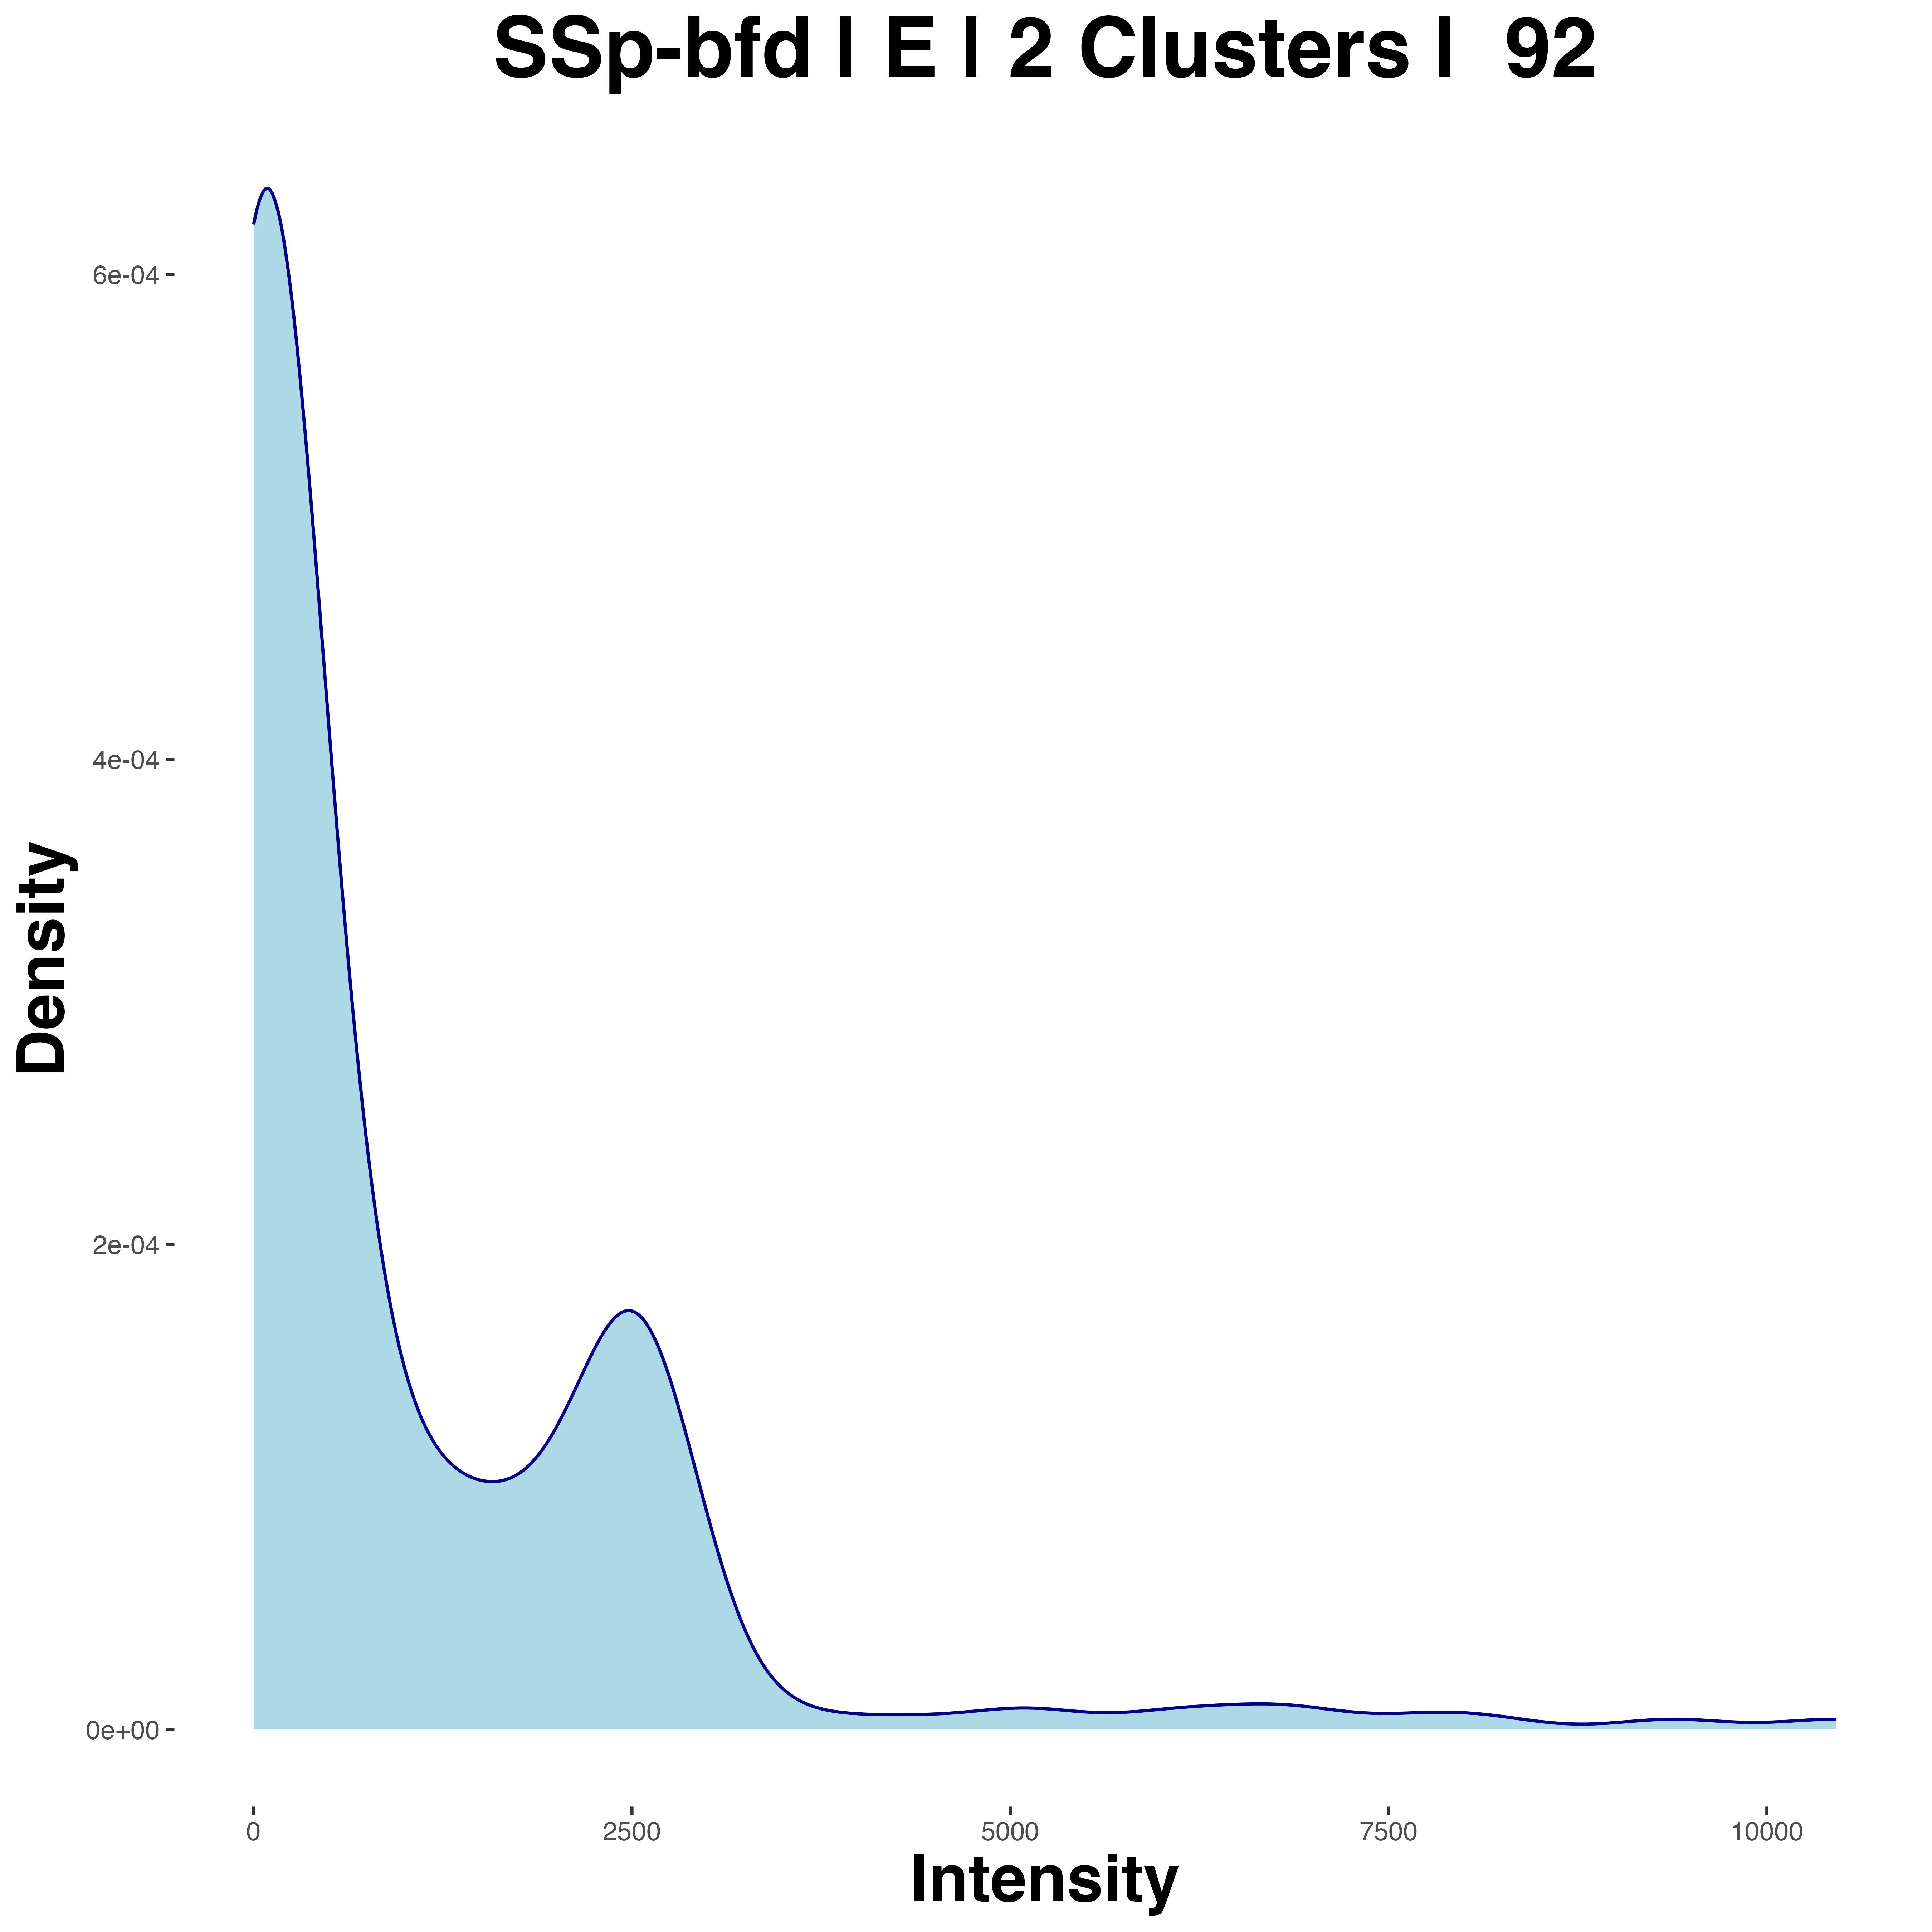 SSp-bfd | E | 2 Clusters | 92
6e-04
4e-04
2e-04
0e+00
Density
0
2500
5000
7500
10000
Intensity